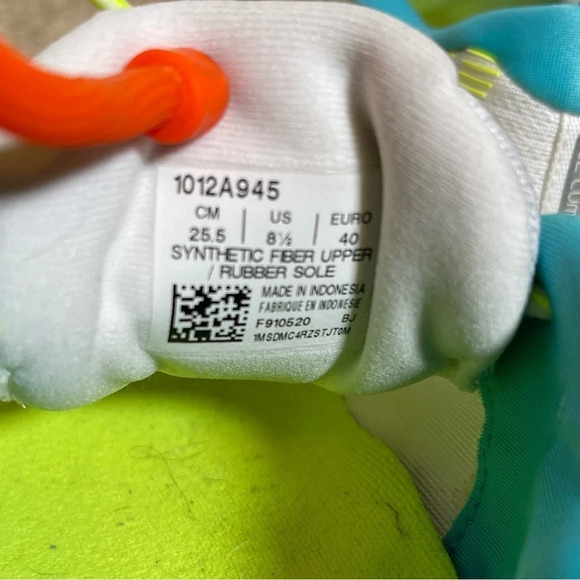 1012A945
CM | US | EURO
25.5 | 8½ | 40
SYNTHETIC FIBER UPPER
/ RUBBER SOLE
MADE IN INDONESIA
FABRIQUE EN INDONESIE
F910520 BJ
1MSDMC4RZSTJT0M